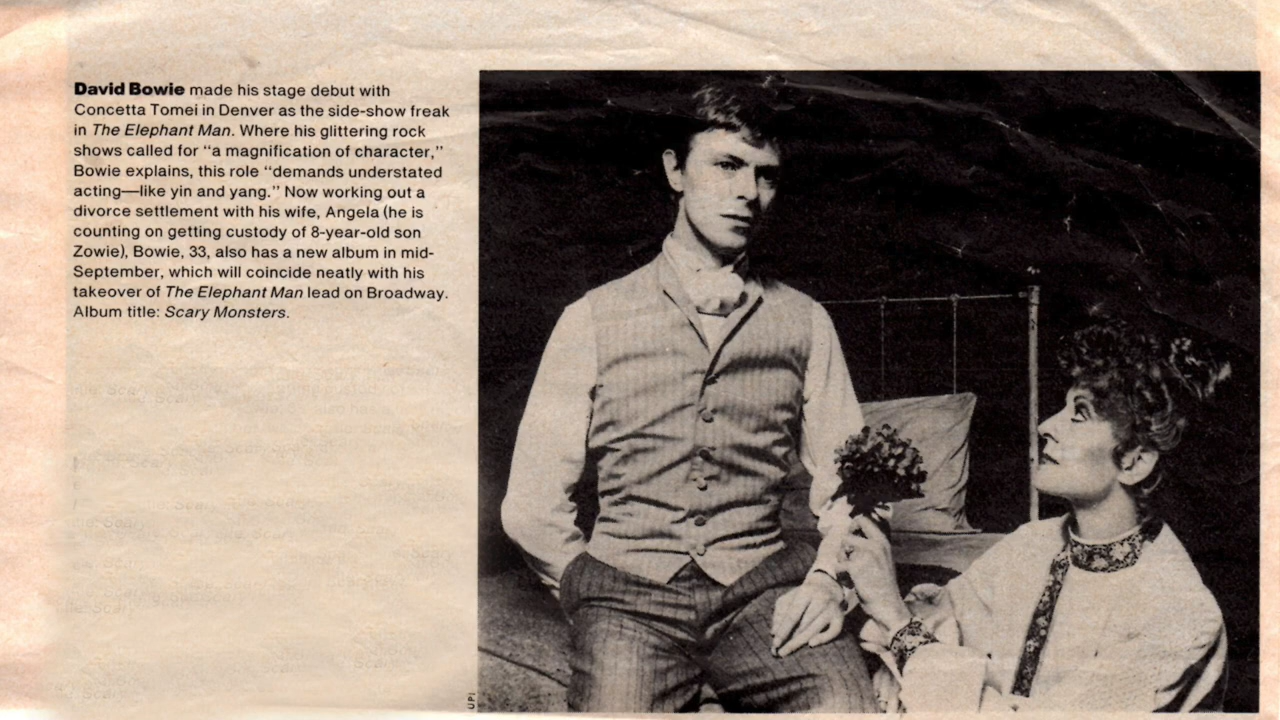 David Bowie made his stage debut with
Concetta Tomei in Denver as the side-show freak
in The Elephant Man. Where his glittering rock
shows called for “a magnification of character,”
Bowie explains, this role “demands understated
acting—like yin and yang.” Now working out a
divorce settlement with his wife, Angela (he is
counting on getting custody of 8-year-old son
Zowie), Bowie, 33, also has a new album in mid-
September, which will coincide neatly with his
takeover of The Elephant Man lead on Broadway.
Album title: Scary Monsters.
UPI